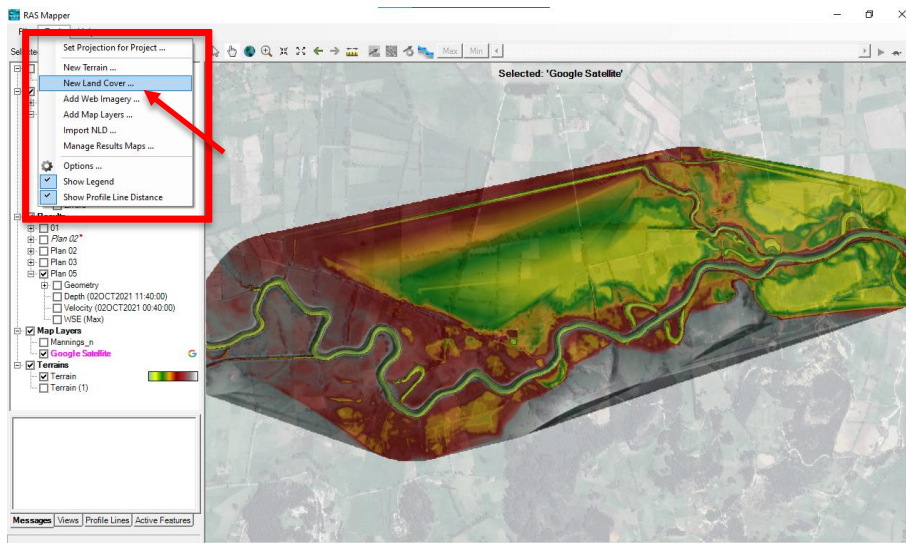 RAS Mapper
Max
Min
Selected: 'Google Satellite'
Set Projection for Project ...
New Terrain ...
New Land Cover ...
Add Web Imagery ...
Add Map Layers ...
Import NLD ...
Manage Results Maps ...
Options ...
Show Legend
Show Profile Line Distance
Results
01
Plan 02*
Plan 02
Plan 03
Plan 05
Geometry
Depth (02OCT2021 11:40:00)
Velocity (02OCT2021 00:40:00)
WSE (Max)
Map Layers
Mannings_n
Google Satellite
G
Terrains
Terrain
Terrain (1)
Messages Views Profile Lines Active Features